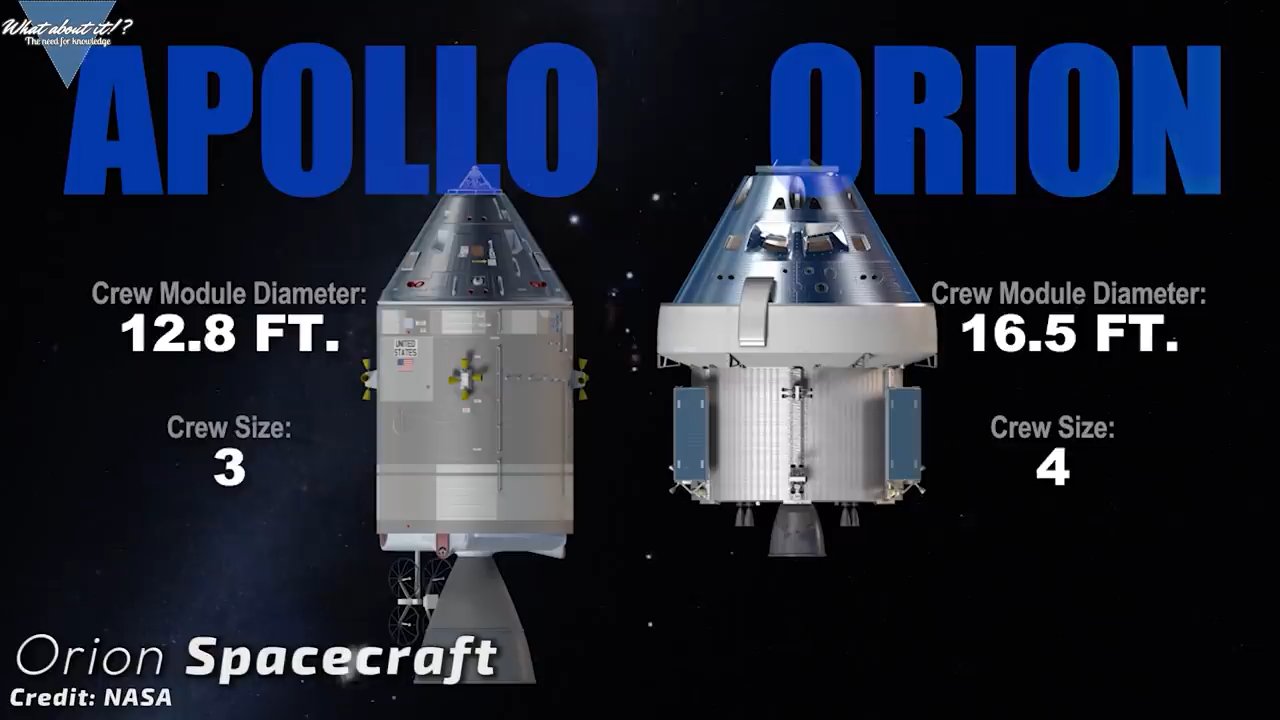 What about it!?
The need for knowledge
APOLLO
ORION
Crew Module Diameter:
12.8 FT.
Crew Module Diameter:
16.5 FT.
UNITED
STATES
Crew Size:
3
Crew Size:
4
Orion Spacecraft
Credit: NASA